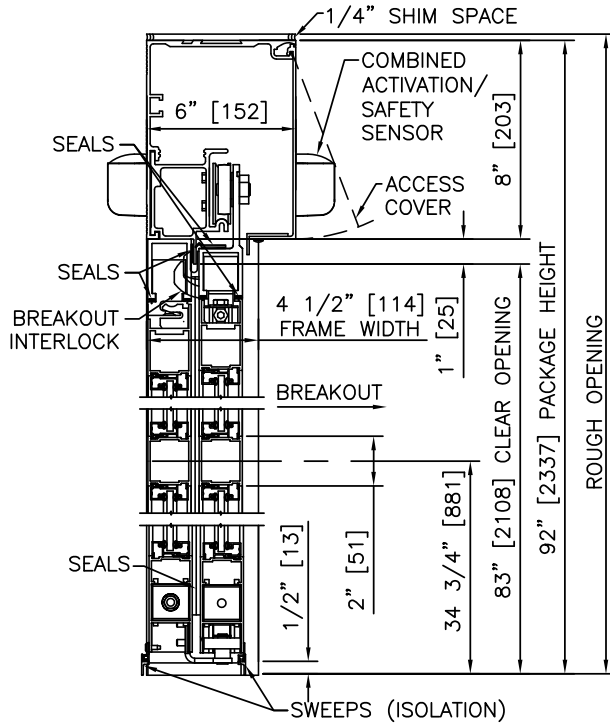 1/4" SHIM SPACE
COMBINED
ACTIVATION/
SAFETY
SENSOR
6" [152]
8" [203]
SEALS
ACCESS
COVER
SEALS
4 1/2" [114]
FRAME WIDTH
BREAKOUT
INTERLOCK
1" [25]
BREAKOUT
83" [2108] CLEAR OPENING
92" [2337] PACKAGE HEIGHT
ROUGH OPENING
34 3/4" [881]
2" [51]
1/2" [13]
SEALS
SWEEPS (ISOLATION)